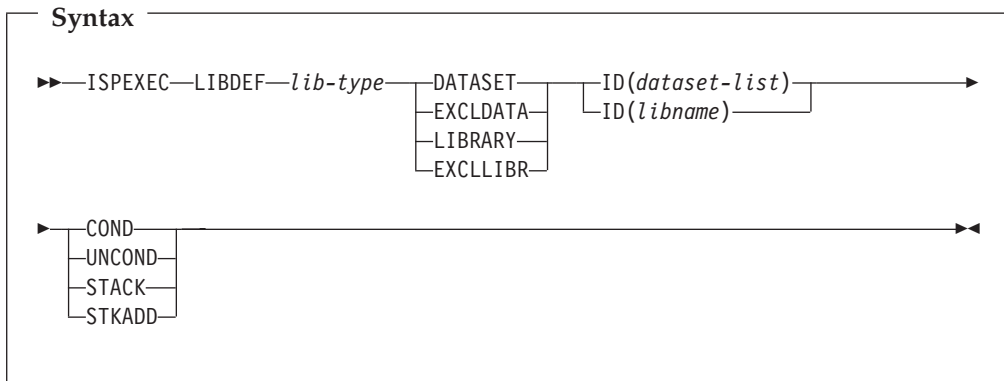 Syntax
ISPEXEC LIBDEF lib-type DATASET ID(dataset-list)
EXCLDATA ID(libname)
LIBRARY
EXCLLIBR
COND
UNCOND
STACK
STKADD